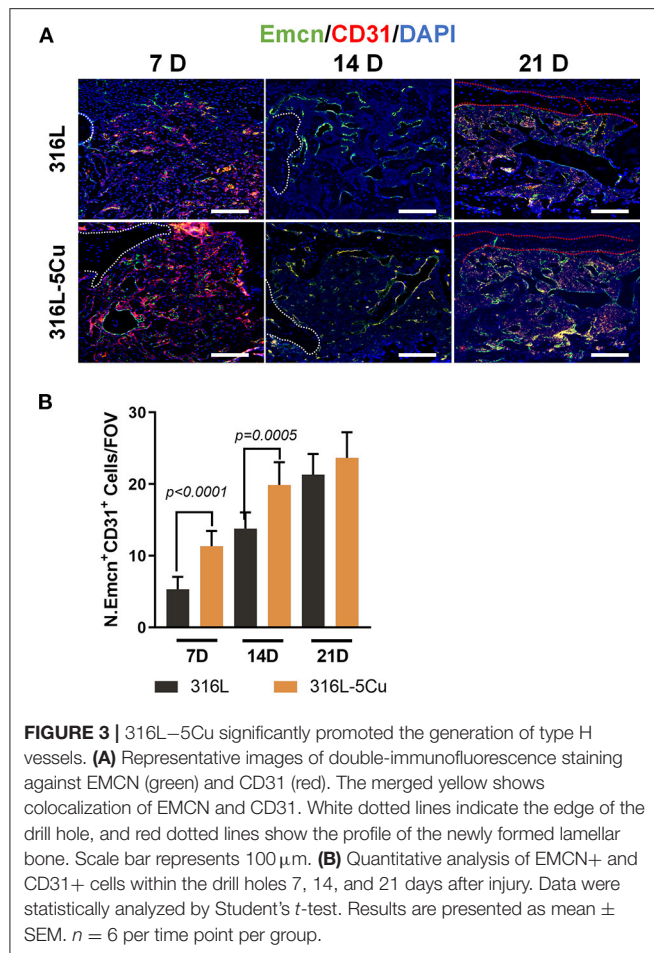 A
Emcn/CD31/DAPI
7 D 14 D 21 D
316L
316L-5Cu
B
N.Emcn⁺CD31⁺ Cells/FOV
30
20
10
0
p<0.0001
p=0.0005
7D 14D 21D
316L 316L-5Cu
FIGURE 3 | 316L–5Cu significantly promoted the generation of type H
vessels. (A) Representative images of double-immunofluorescence staining
against EMCN (green) and CD31 (red). The merged yellow shows
colocalization of EMCN and CD31. White dotted lines indicate the edge of the
drill hole, and red dotted lines show the profile of the newly formed lamellar
bone. Scale bar represents 100 μm. (B) Quantitative analysis of EMCN+ and
CD31+ cells within the drill holes 7, 14, and 21 days after injury. Data were
statistically analyzed by Student's t-test. Results are presented as mean ±
SEM. n = 6 per time point per group.